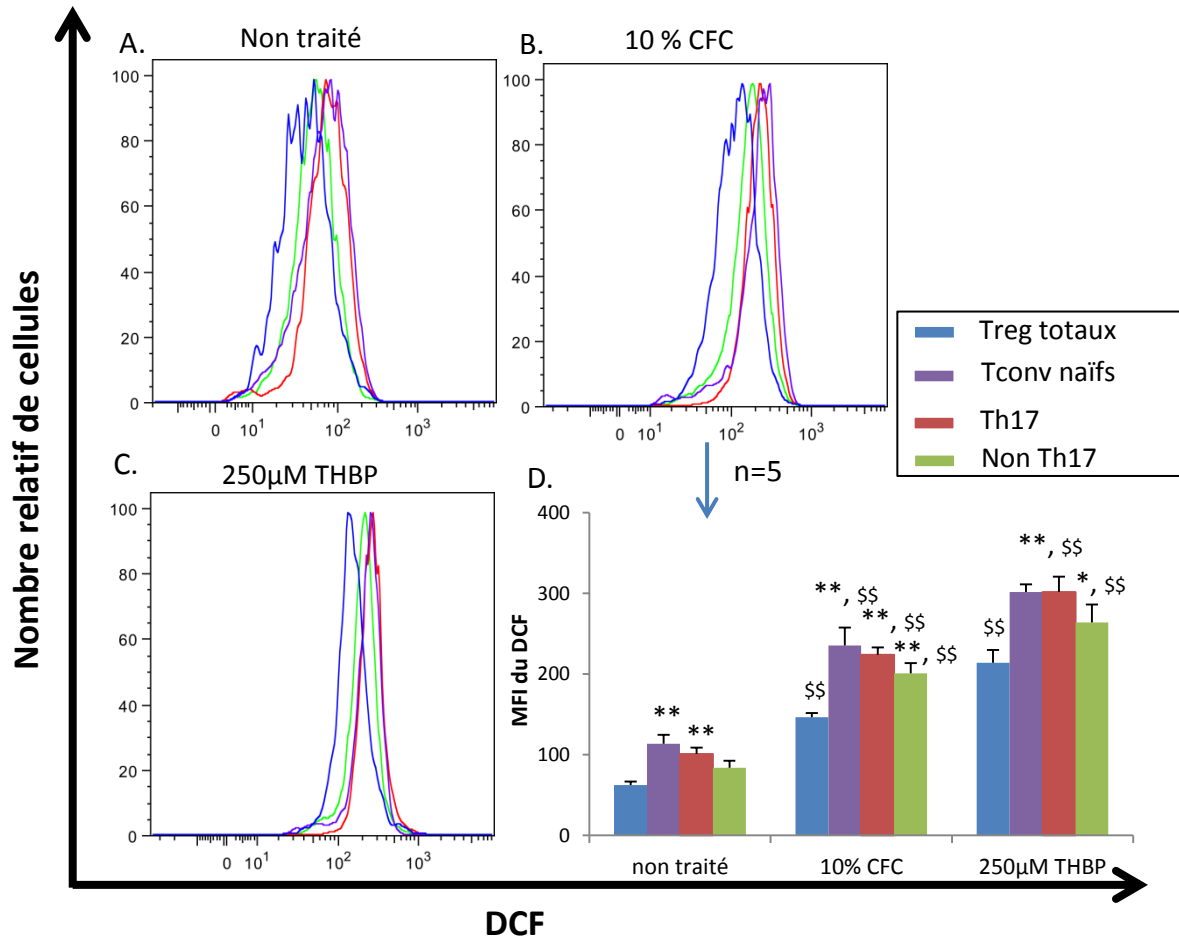 Nombre relatif de cellules
A.
Non traité
100
80
60
40
20
0
0 10¹ 10² 10³
B.
10 % CFC
100
80
60
40
20
0
0 10¹ 10² 10³
Treg totaux
Tconv naïfs
Th17
Non Th17
C.
250µM THBP
100
80
60
40
20
0
0 10¹ 10² 10³
n=5
D.
MFI du DCF
400
300
200
100
0
**
**
$$
**, $$
**, $$
**, $$
$$
**, $$
*, $$
non traité
10% CFC
250µM THBP
DCF